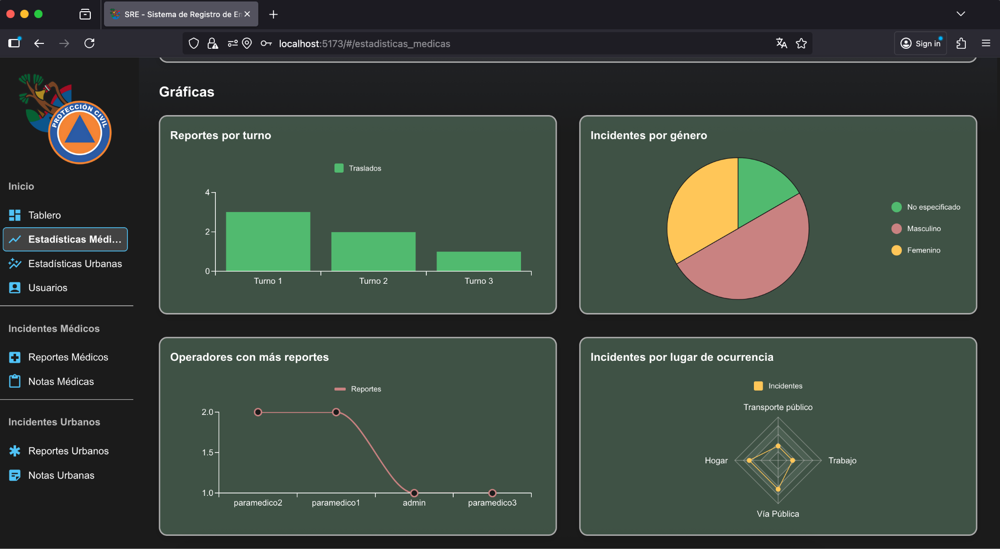 SRE - Sistema de Registro de En
localhost:5173/#/estadisticas_medicas
Sign in
PROTECCIÓN CIVIL
Inicio
Tablero
Estadísticas Médi...
Estadísticas Urbanas
Usuarios
Incidentes Médicos
Reportes Médicos
Notas Médicas
Incidentes Urbanos
Reportes Urbanos
Notas Urbanas
Gráficas
Reportes por turno
Traslados
4
2
0
Turno 1 Turno 2 Turno 3
Incidentes por género
No especificado
Masculino
Femenino
Operadores con más reportes
Reportes
2.0
1.5
1.0
paramedico2 paramedico1 admin paramedico3
Incidentes por lugar de ocurrencia
Incidentes
Transporte público
Hogar Trabajo
Vía Pública